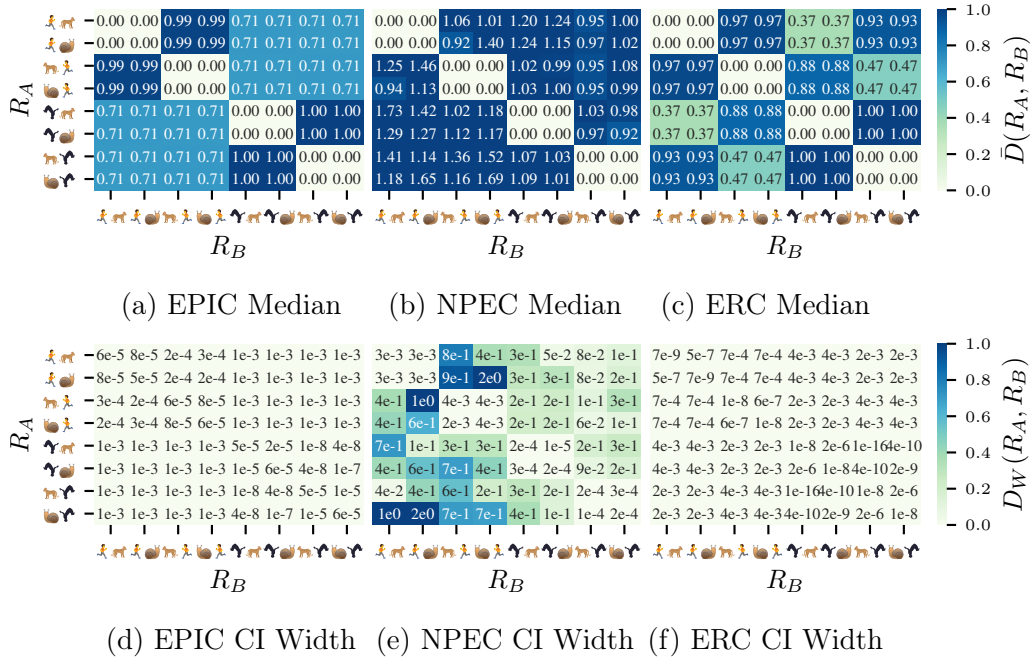 0.00 0.00 0.99 0.99 0.71 0.71 0.71 0.71
0.00 0.00 0.99 0.99 0.71 0.71 0.71 0.71
0.99 0.99 0.00 0.00 0.71 0.71 0.71 0.71
0.99 0.99 0.00 0.00 0.71 0.71 0.71 0.71
0.71 0.71 0.71 0.71 0.00 0.00 1.00 1.00
0.71 0.71 0.71 0.71 0.00 0.00 1.00 1.00
0.71 0.71 0.71 0.71 1.00 1.00 0.00 0.00
0.71 0.71 0.71 0.71 1.00 1.00 0.00 0.00
R_A
R_B
(a) EPIC Median
0.00 0.00 1.06 1.01 1.20 1.24 0.95 1.00
0.00 0.00 0.92 1.40 1.24 1.15 0.97 1.02
1.25 1.46 0.00 0.00 1.02 0.99 0.95 1.08
0.94 1.13 0.00 0.00 1.03 1.00 0.95 0.99
1.73 1.42 1.02 1.18 0.00 0.00 1.03 0.98
1.29 1.27 1.12 1.17 0.00 0.00 0.97 0.92
1.41 1.14 1.36 1.52 1.07 1.03 0.00 0.00
1.18 1.65 1.16 1.69 1.09 1.01 0.00 0.00
R_B
(b) NPEC Median
0.00 0.00 0.97 0.97 0.37 0.37 0.93 0.93
0.00 0.00 0.97 0.97 0.37 0.37 0.93 0.93
0.97 0.97 0.00 0.00 0.88 0.88 0.47 0.47
0.97 0.97 0.00 0.00 0.88 0.88 0.47 0.47
0.37 0.37 0.88 0.88 0.00 0.00 1.00 1.00
0.37 0.37 0.88 0.88 0.00 0.00 1.00 1.00
0.93 0.93 0.47 0.47 1.00 1.00 0.00 0.00
0.93 0.93 0.47 0.47 1.00 1.00 0.00 0.00
R_B
(c) ERC Median
1.0
0.8
0.6
0.4
0.2
0.0
D̄(R_A, R_B)
6e-5 8e-5 2e-4 3e-4 1e-3 1e-3 1e-3 1e-3
8e-5 5e-5 2e-4 2e-4 1e-3 1e-3 1e-3 1e-3
3e-4 2e-4 6e-5 8e-5 1e-3 1e-3 1e-3 1e-3
2e-4 3e-4 8e-5 6e-5 1e-3 1e-3 1e-3 1e-3
1e-3 1e-3 1e-3 1e-3 5e-5 2e-5 1e-8 4e-8
1e-3 1e-3 1e-3 1e-3 1e-5 6e-5 4e-8 1e-7
1e-3 1e-3 1e-3 1e-3 1e-8 4e-8 5e-5 1e-5
1e-3 1e-3 1e-3 1e-3 4e-8 1e-7 1e-5 6e-5
R_A
R_B
(d) EPIC CI Width
3e-3 3e-3 8e-1 4e-1 3e-1 5e-2 8e-2 1e-1
3e-3 3e-3 9e-1 2e0 3e-1 3e-1 8e-2 2e-1
4e-1 1e0 4e-3 4e-3 2e-1 2e-1 1e-2 3e-1
4e-1 6e-1 2e-3 4e-3 2e-1 2e-1 6e-2 1e-1
7e-1 1e-1 3e-1 3e-1 2e-4 1e-5 2e-1 3e-1
4e-1 6e-1 7e-1 4e-1 3e-4 2e-4 9e-2 2e-1
4e-2 4e-1 6e-1 2e-1 3e-1 2e-1 2e-4 3e-4
1e0 2e0 7e-1 7e-1 4e-1 1e-1 1e-4 2e-4
R_B
(e) NPEC CI Width
7e-9 5e-7 7e-4 7e-4 4e-3 4e-3 2e-3 2e-3
5e-7 7e-9 7e-4 7e-4 4e-3 4e-3 2e-3 2e-3
7e-4 7e-4 1e-8 6e-7 2e-3 2e-3 4e-3 4e-3
7e-4 7e-4 6e-7 1e-8 2e-3 2e-3 4e-3 4e-3
4e-3 4e-3 2e-3 2e-3 1e-8 2e-6 1e-16 4e-10
4e-3 4e-3 2e-3 2e-3 2e-6 1e-8 4e-10 2e-9
2e-3 2e-3 4e-3 4e-3 1e-16 4e-10 1e-8 2e-6
2e-3 2e-3 4e-3 4e-3 4e-10 2e-9 2e-6 1e-8
R_B
(f) ERC CI Width
1.0
0.8
0.6
0.4
0.2
0.0
D_W(R_A, R_B)